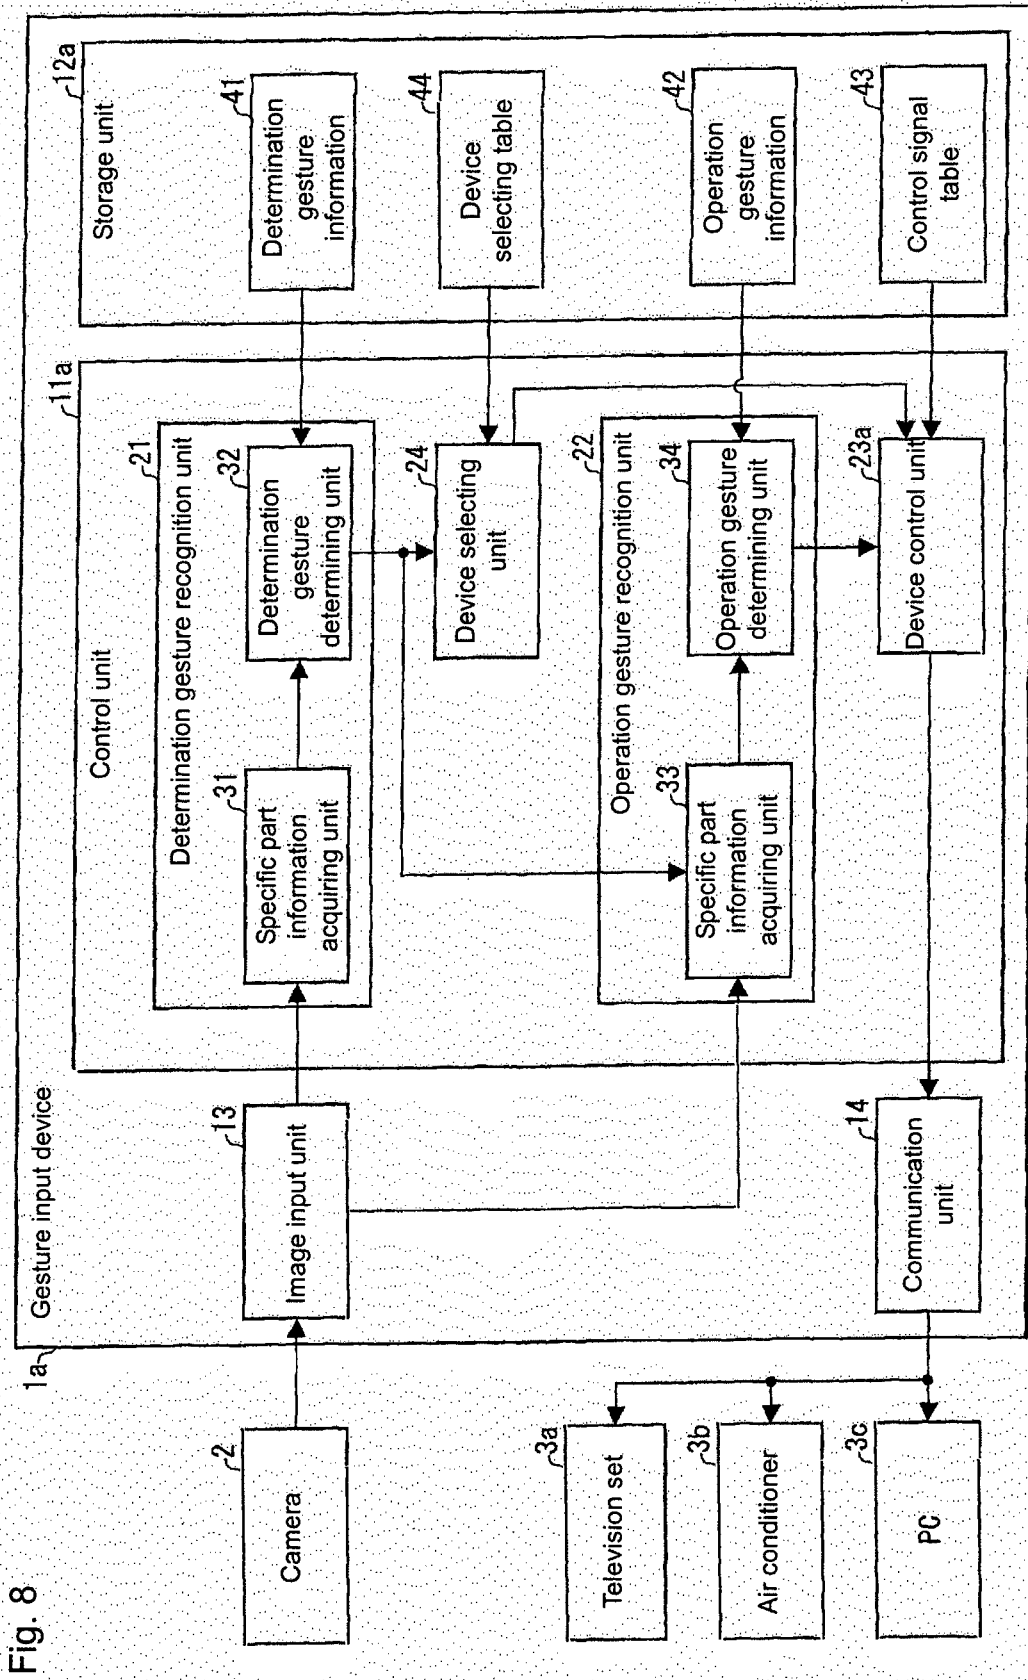 Fig. 8
1a
Gesture input device
2
Camera
13
Image input unit
11a
Control unit
21
Determination gesture recognition unit
31
Specific part
information
acquiring unit
32
Determination
gesture
determining unit
24
Device selecting
unit
22
Operation gesture recognition unit
33
Specific part
information
acquiring unit
34
Operation gesture
determining unit
23a
Device control unit
12a
Storage unit
41
Determination
gesture
information
44
Device
selecting table
42
Operation
gesture
information
43
Control signal
table
14
Communication
unit
3a
Television set
3b
Air conditioner
3c
PC